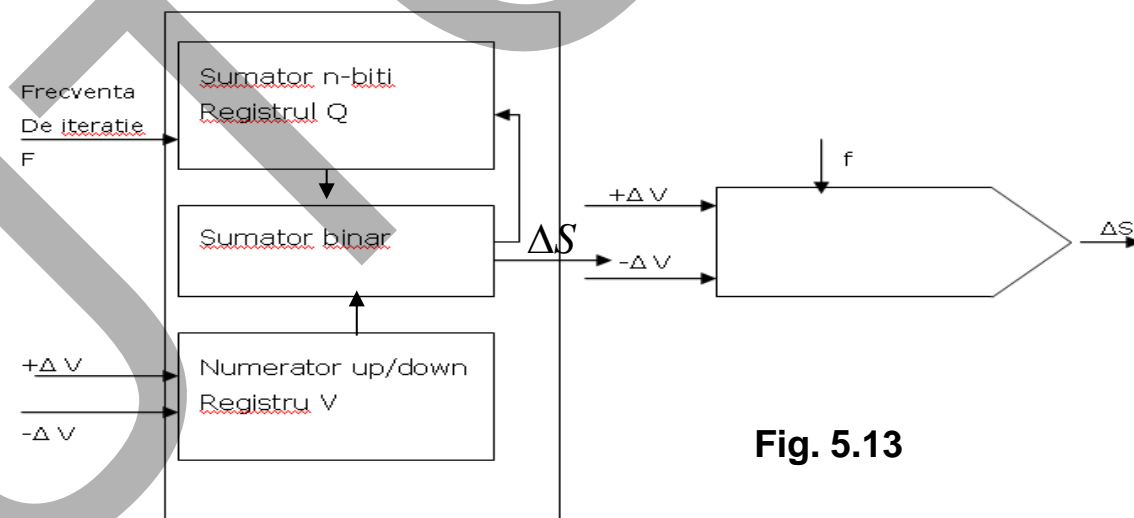 Frecventa
De iteratie
F
Sumator n-biti
Registrul Q
Sumator binar
ΔS
Numerator up/down
Registru V
+Δ V
-Δ V
f
+Δ V
-Δ V
ΔS
Fig. 5.13